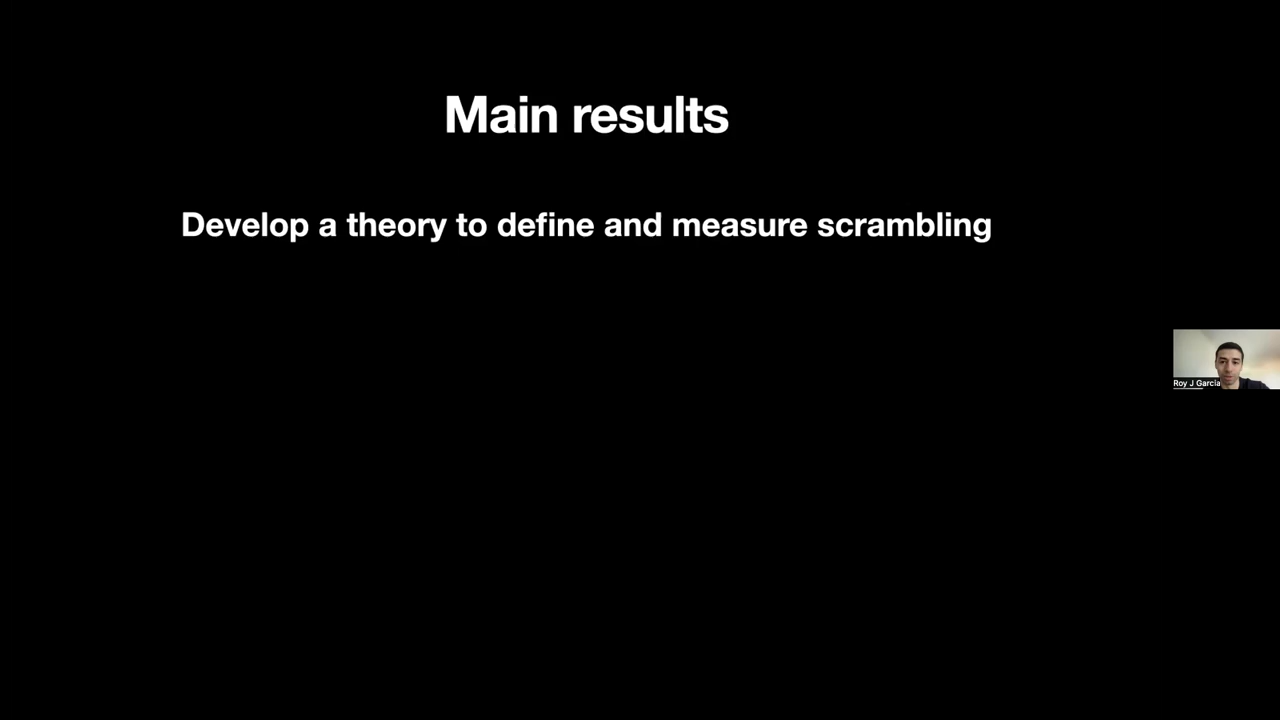 Main results
Develop a theory to define and measure scrambling
Roy J Garcia